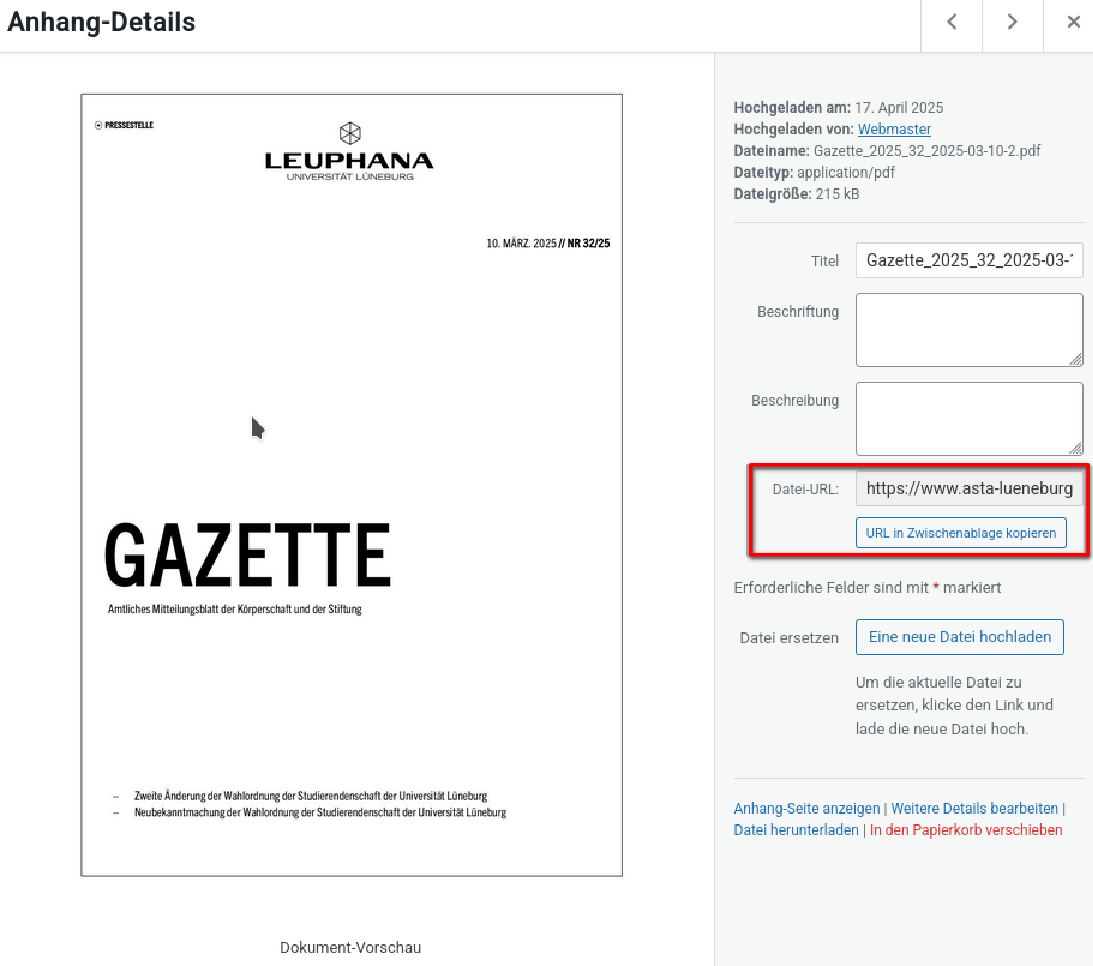 Anhang-Details
PRESSESTELLE
LEUPHANA
UNIVERSITÄT LÜNEBURG
10. MÄRZ. 2025 // NR 32/25
GAZETTE
Amtliches Mitteilungsblatt der Körperschaft und der Stiftung
– Zweite Änderung der Wahlordnung der Studierendenschaft der Universität Lüneburg
– Neubekanntmachung der Wahlordnung der Studierendenschaft der Universität Lüneburg
Dokument-Vorschau
Hochgeladen am: 17. April 2025
Hochgeladen von: Webmaster
Dateiname: Gazette_2025_32_2025-03-10-2.pdf
Dateityp: application/pdf
Dateigröße: 215 kB
Titel Gazette_2025_32_2025-03-
Beschriftung
Beschreibung
Datei-URL: https://www.asta-lueneburg
URL in Zwischenablage kopieren
Erforderliche Felder sind mit * markiert
Datei ersetzen Eine neue Datei hochladen
Um die aktuelle Datei zu
ersetzen, klicke den Link und
lade die neue Datei hoch.
Anhang-Seite anzeigen | Weitere Details bearbeiten |
Datei herunterladen | In den Papierkorb verschieben